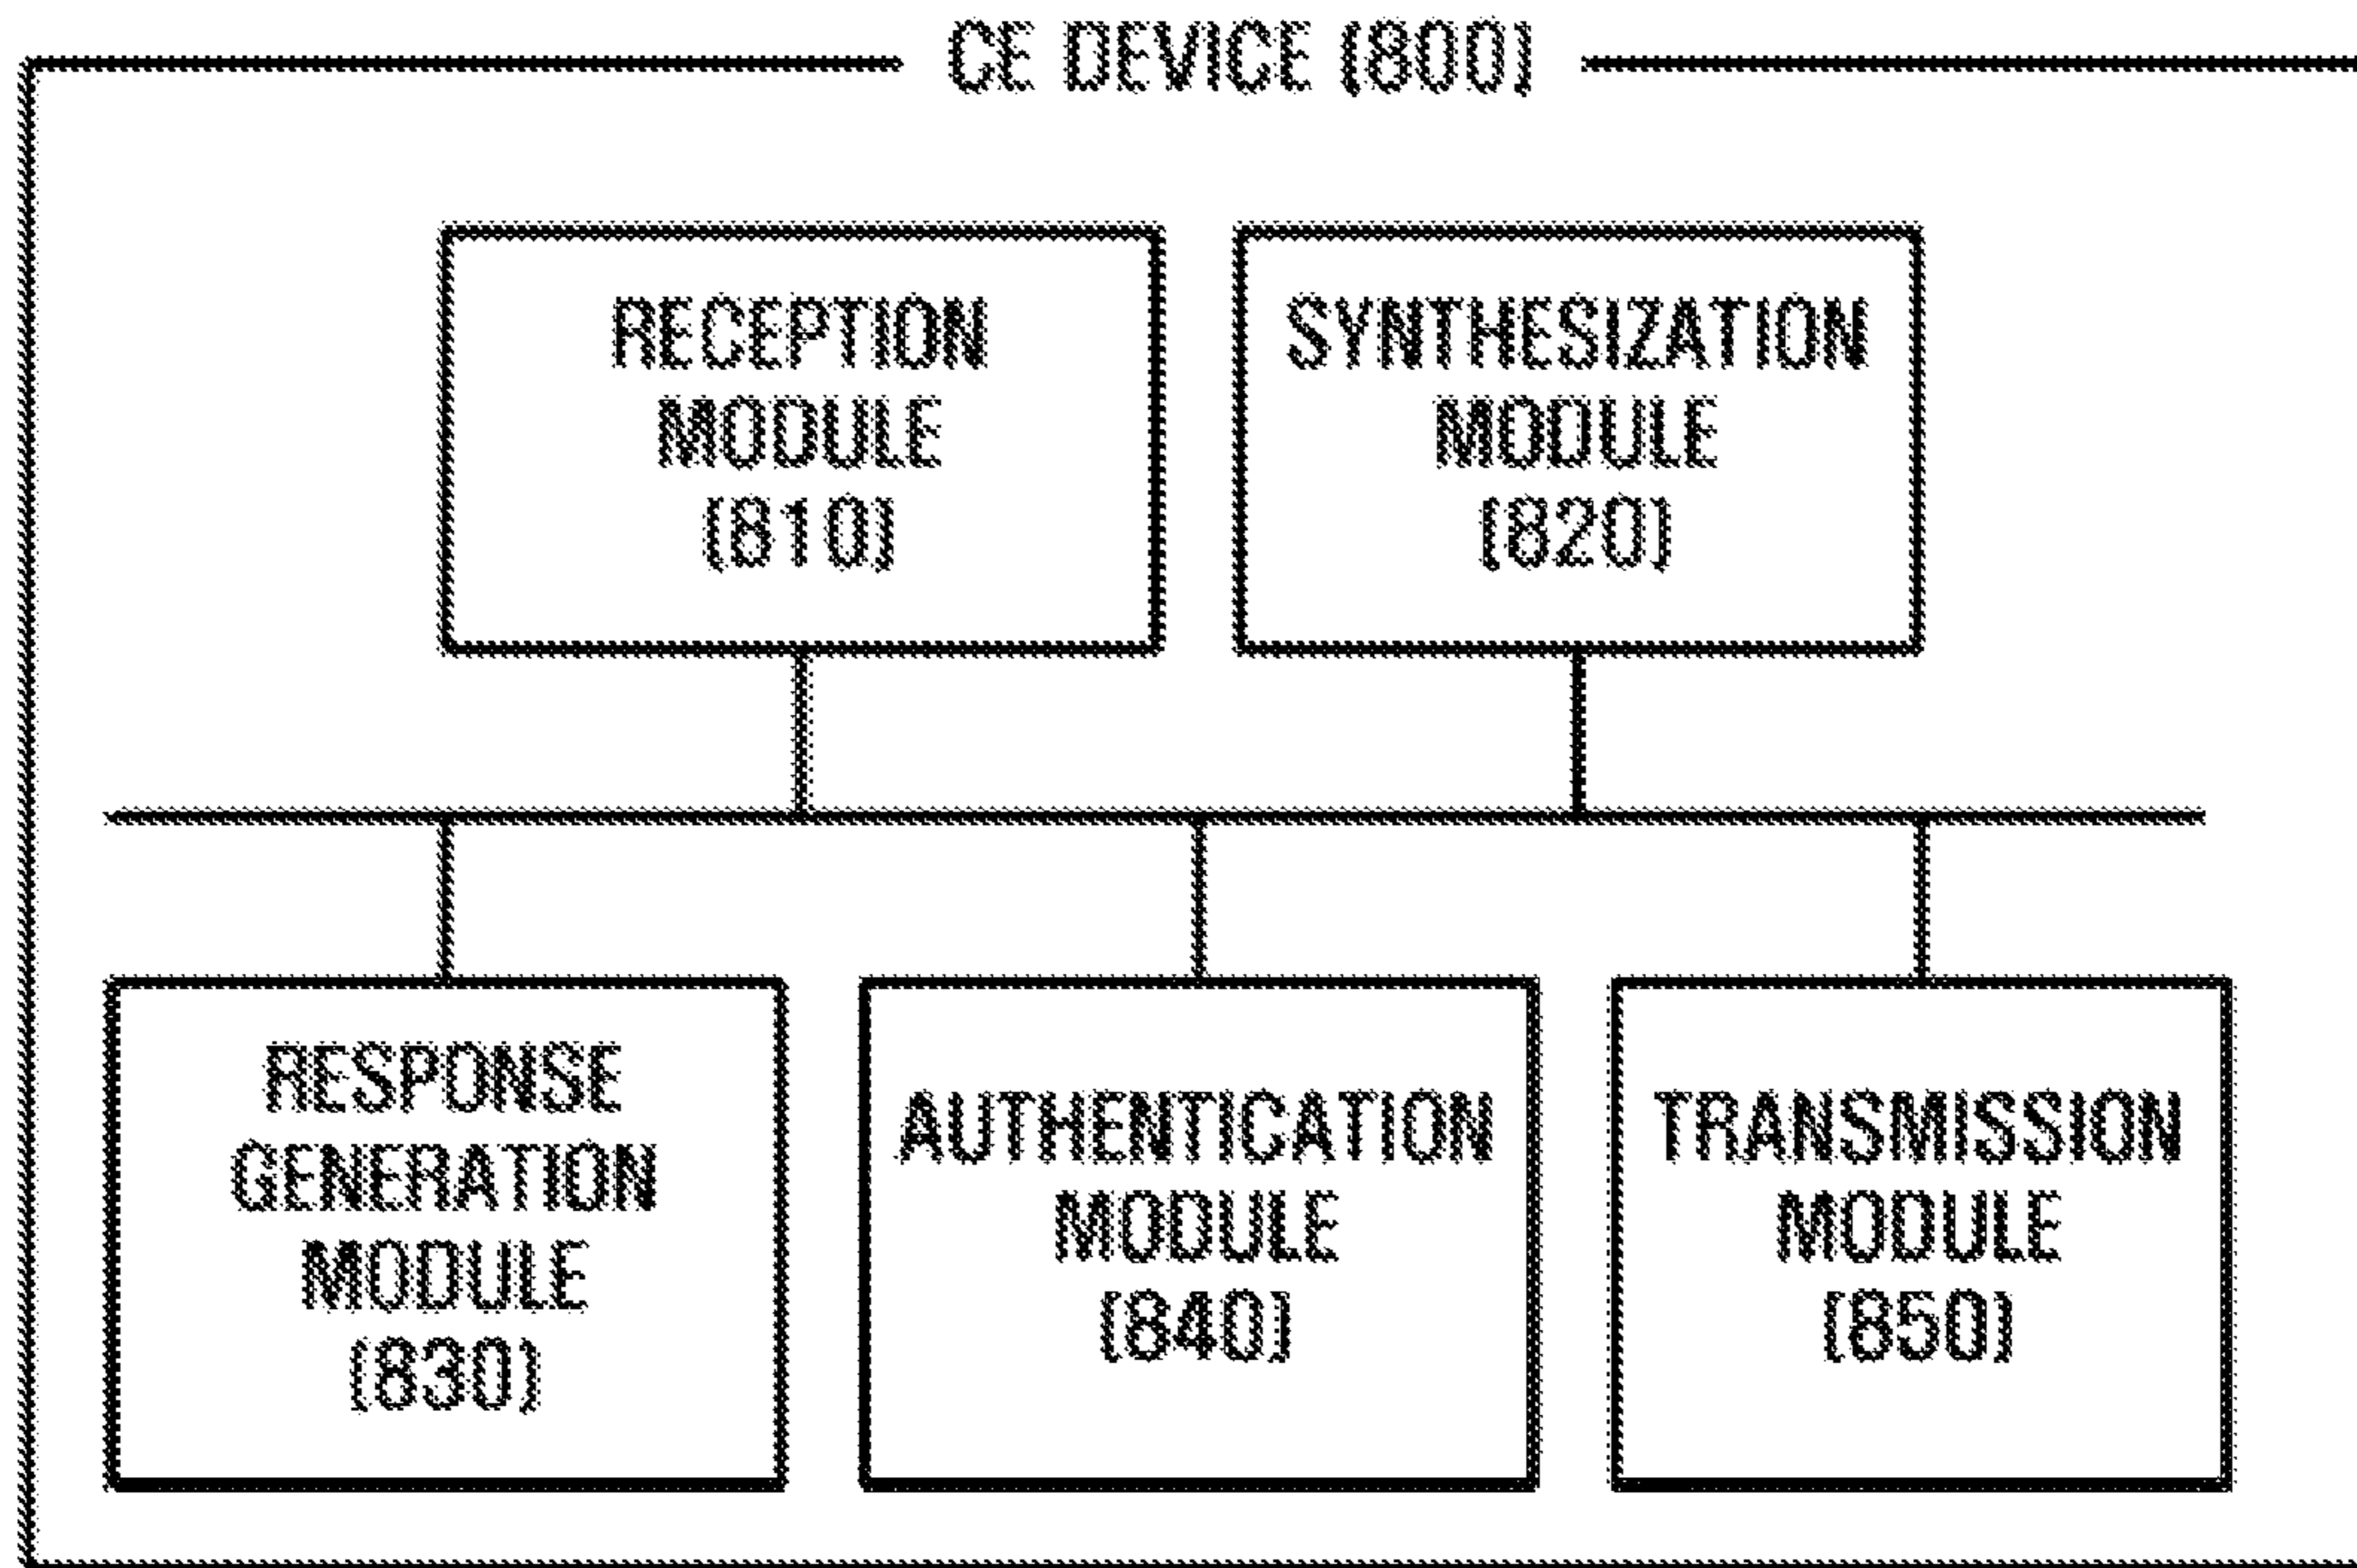 CE DEVICE (800)
RECEPTION
MODULE
(810)
SYNTHESIZATION
MODULE
(820)
RESPONSE
GENERATION
MODULE
(830)
AUTHENTICATION
MODULE
(840)
TRANSMISSION
MODULE
(850)